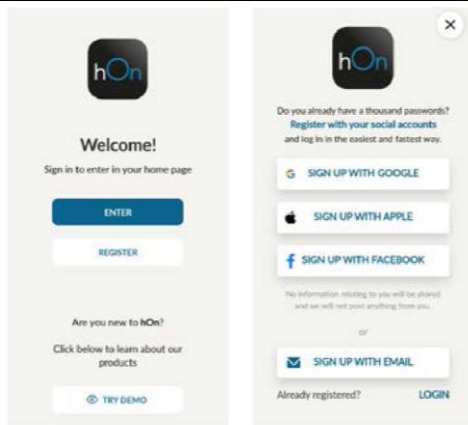 hOn
Welcome!
Sign in to enter in your home page
ENTER
REGISTER
Are you new to hOn?
Click below to learn about our
products
TRY DEMO
hOn
Do you already have a thousand passwords?
Register with your social accounts
and log in in the easiest and fastest way.
SIGN UP WITH GOOGLE
SIGN UP WITH APPLE
SIGN UP WITH FACEBOOK
No information relating to you will be shared
and we will not post anything from you.
or
SIGN UP WITH EMAIL
Already registered? LOGIN